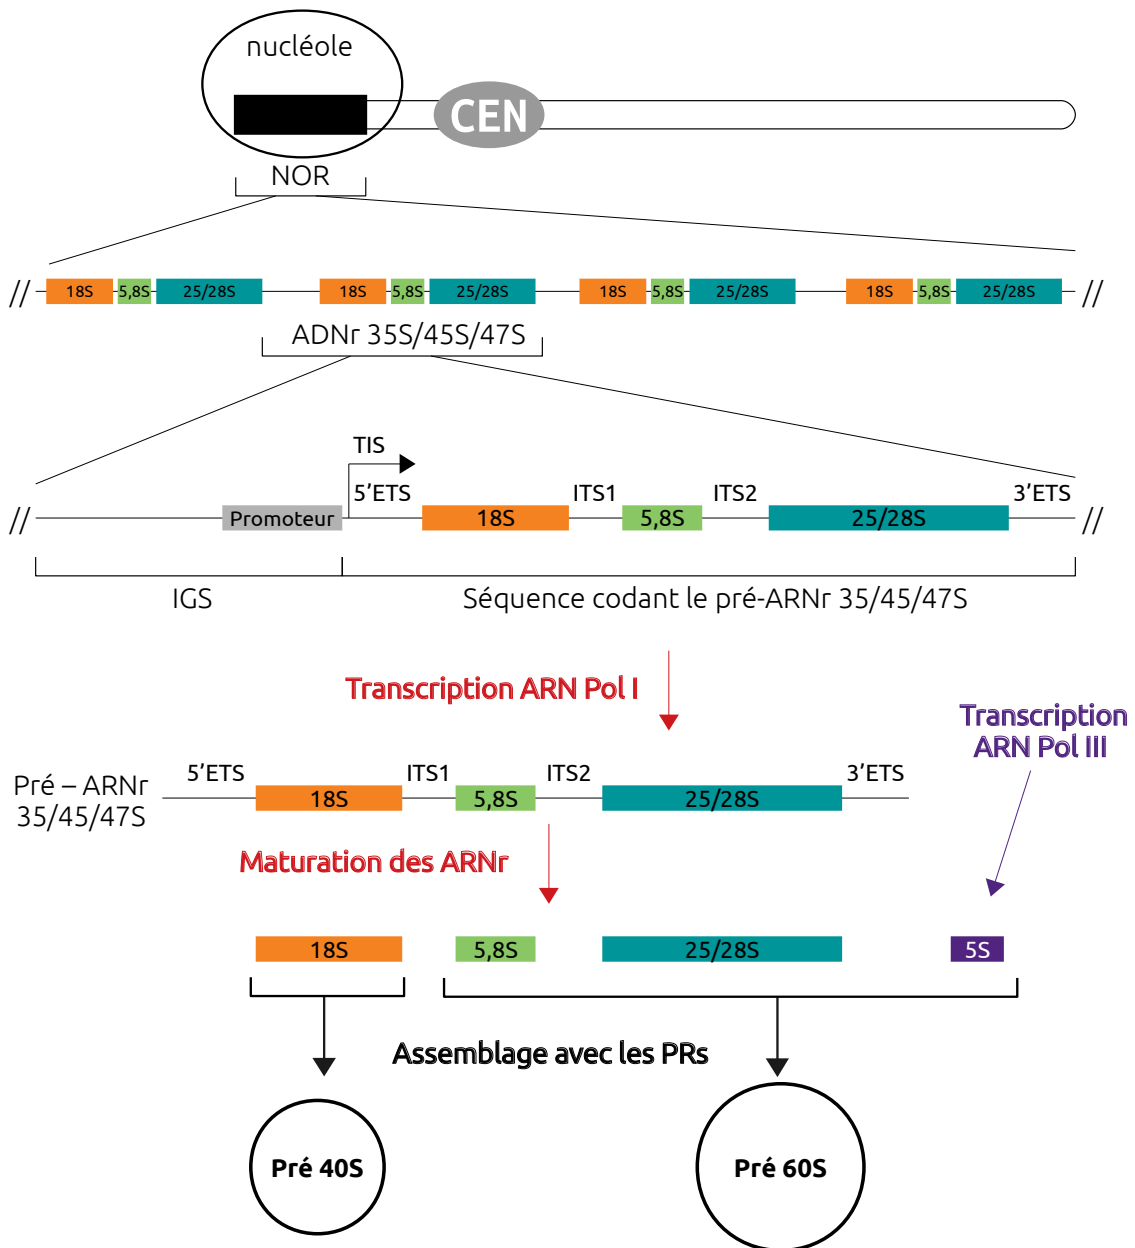 nucléole
CEN
NOR
// 18S 5,8S 25/28S 18S 5,8S 25/28S 18S 5,8S 25/28S 18S 5,8S 25/28S //
ADNr 35S/45S/47S
TIS
5’ETS ITS1 ITS2 3’ETS
// Promoteur 18S 5,8S 25/28S //
IGS Séquence codant le pré-ARNr 35/45/47S
Transcription ARN Pol I
Transcription
ARN Pol III
5’ETS ITS1 ITS2 3’ETS
Pré – ARNr
35/45/47S
18S 5,8S 25/28S
Maturation des ARNr
18S 5,8S 25/28S 5S
Assemblage avec les PRs
Pré 40S Pré 60S